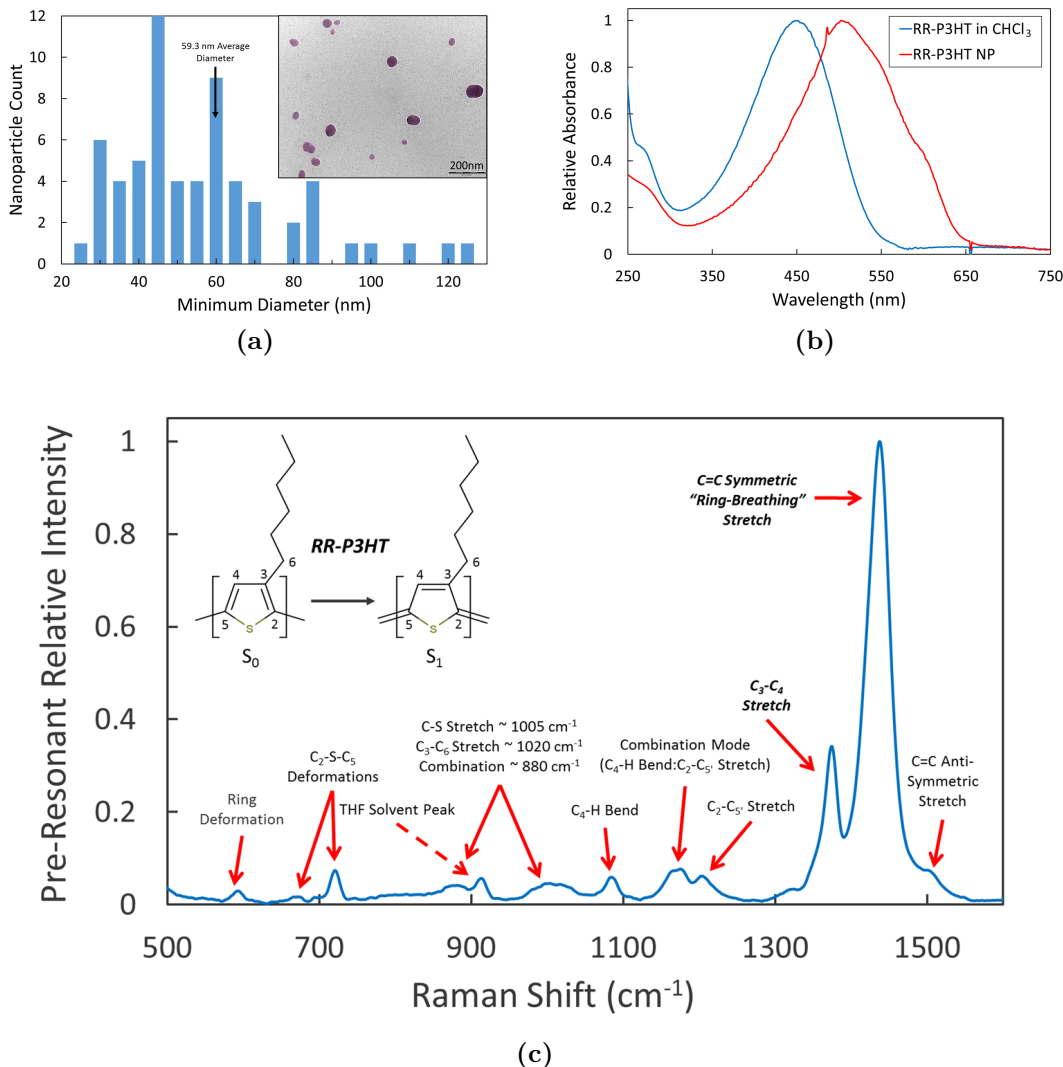 12
10
8
6
4
2
0
Nanoparticle Count
59.3 nm Average
Diameter
200nm
20
40
60
80
100
120
Minimum Diameter (nm)
(a)
1
0.8
0.6
0.4
0.2
0
Relative Absorbance
RR-P3HT in CHCl₃
RR-P3HT NP
250
350
450
550
650
750
Wavelength (nm)
(b)
Pre-Resonant Relative Intensity
1
0.8
0.6
0.4
0.2
0
RR-P3HT
4
3
6
5
2
S
S₀
4
3
6
5
2
S
S₁
C=C Symmetric
“Ring-Breathing”
Stretch
C₃-C₄
Stretch
C-S Stretch ~ 1005 cm⁻¹
C₃-C₆ Stretch ~ 1020 cm⁻¹
Combination ~ 880 cm⁻¹
Combination Mode
(C₄-H Bend:C₂-C₅' Stretch)
C₂-S-C₅
Deformations
C=C Anti-
Symmetric
Stretch
Ring
Deformation
THF Solvent Peak
C₄-H Bend
C₂-C₅' Stretch
500
700
900
1100
1300
1500
Raman Shift (cm⁻¹)
(c)